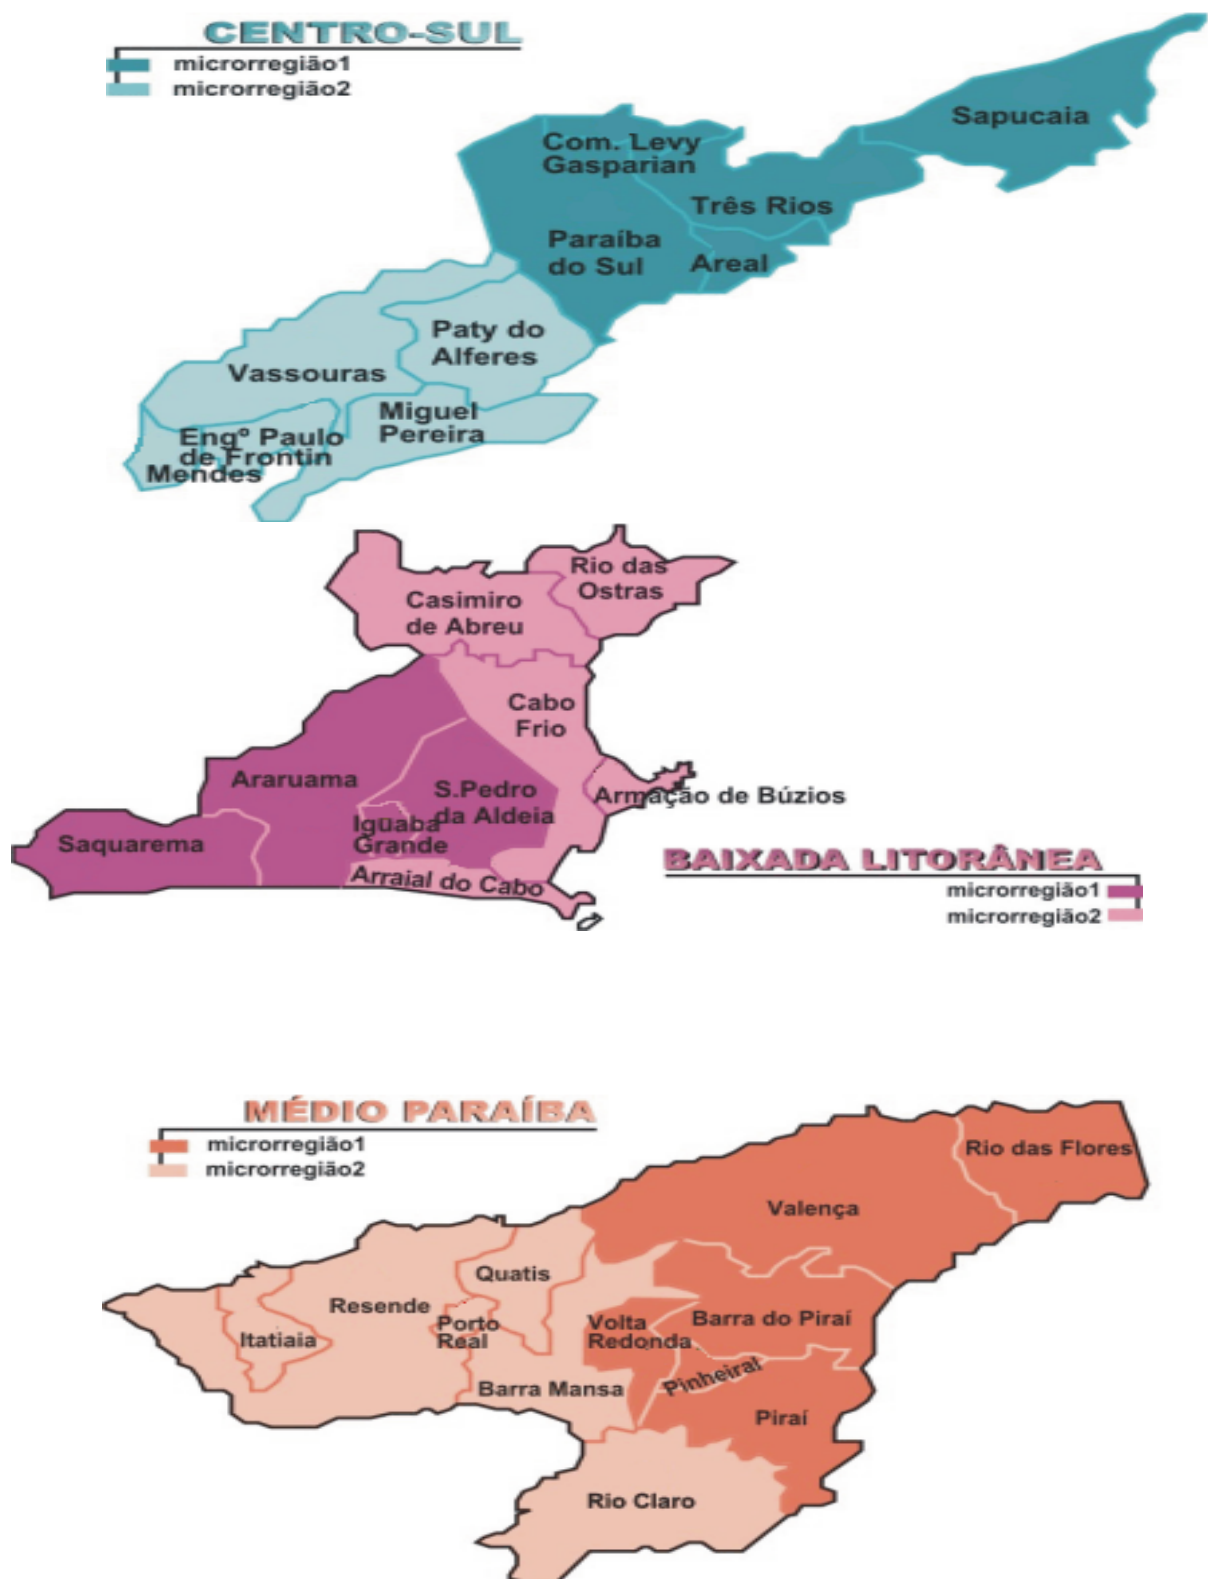 CENTRO-SUL
microrregião1
microrregião2
Sapucaia
Com. Levy
Gasparian
Três Rios
Paraíba
do Sul
Areal
Paty do
Alferes
Vassouras
Miguel
Pereira
Engº Paulo
de Frontin
Mendes
Rio das
Ostras
Casimiro
de Abreu
Cabo
Frio
Araruama
S.Pedro
da Aldeia
Armação de Búzios
Igüaba
Grande
Saquarema
Arraial do Cabo
BAIXADA LITORÂNEA
microrregião1
microrregião2
MÉDIO PARAÍBA
microrregião1
microrregião2
Rio das Flores
Valença
Quatis
Resende
Porto
Real
Itatiaia
Volta
Redonda
Barra do Piraí
Pinheiral
Barra Mansa
Piraí
Rio Claro